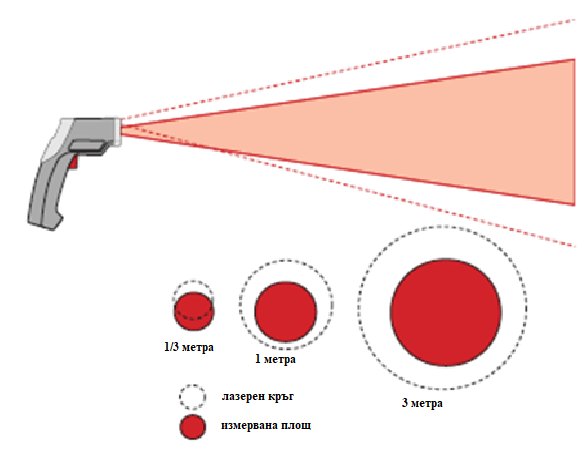 1/3 метра
1 метра
3 метра
лазерен кръг
измервана площ